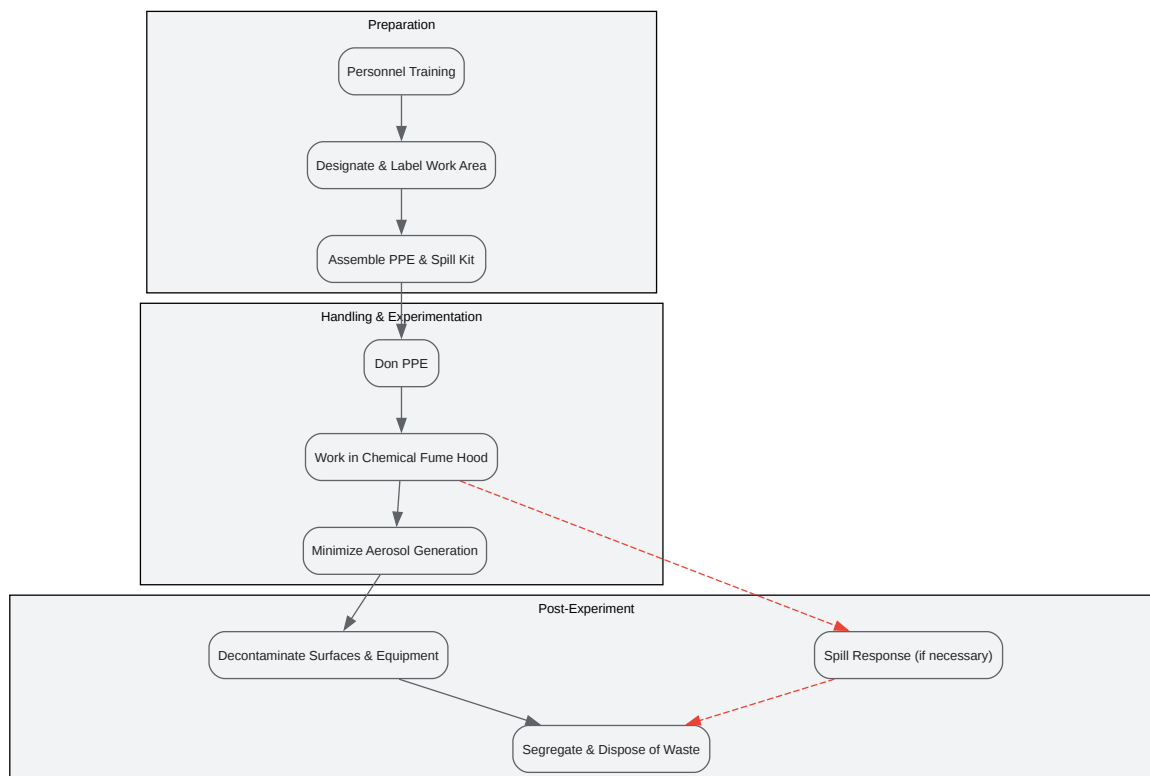 Preparation
Personnel Training
Designate & Label Work Area
Assemble PPE & Spill Kit
Handling & Experimentation
Don PPE
Work in Chemical Fume Hood
Minimize Aerosol Generation
Post-Experiment
Decontaminate Surfaces & Equipment
Spill Response (if necessary)
Segregate & Dispose of Waste